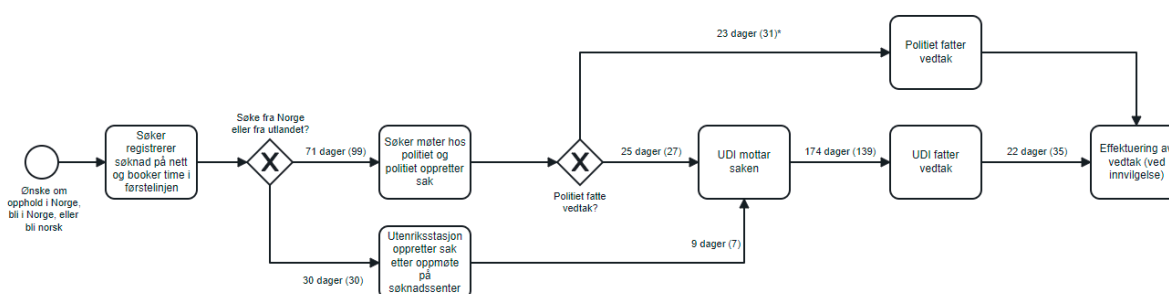 Ønske om
opphold i Norge,
bli i Norge, eller
bli norsk
Søker
registrerer
søknad på nett
og booker time i
førstelinjen
Søke fra Norge
eller fra utlandet?
71 dager (99)
30 dager (30)
Søker møter hos
politiet og
politiet oppretter
sak
Utenriksstasjon
oppretter sak
etter oppmøte
på
søknadssenter
Politiet fatte
vedtak?
23 dager (31)*
25 dager (27)
9 dager (7)
Politiet fatter
vedtak
UDI mottar
saken
174 dager (139)
UDI fatter
vedtak
22 dager (35)
Effektuering av
vedtak (ved
innvilgelse)